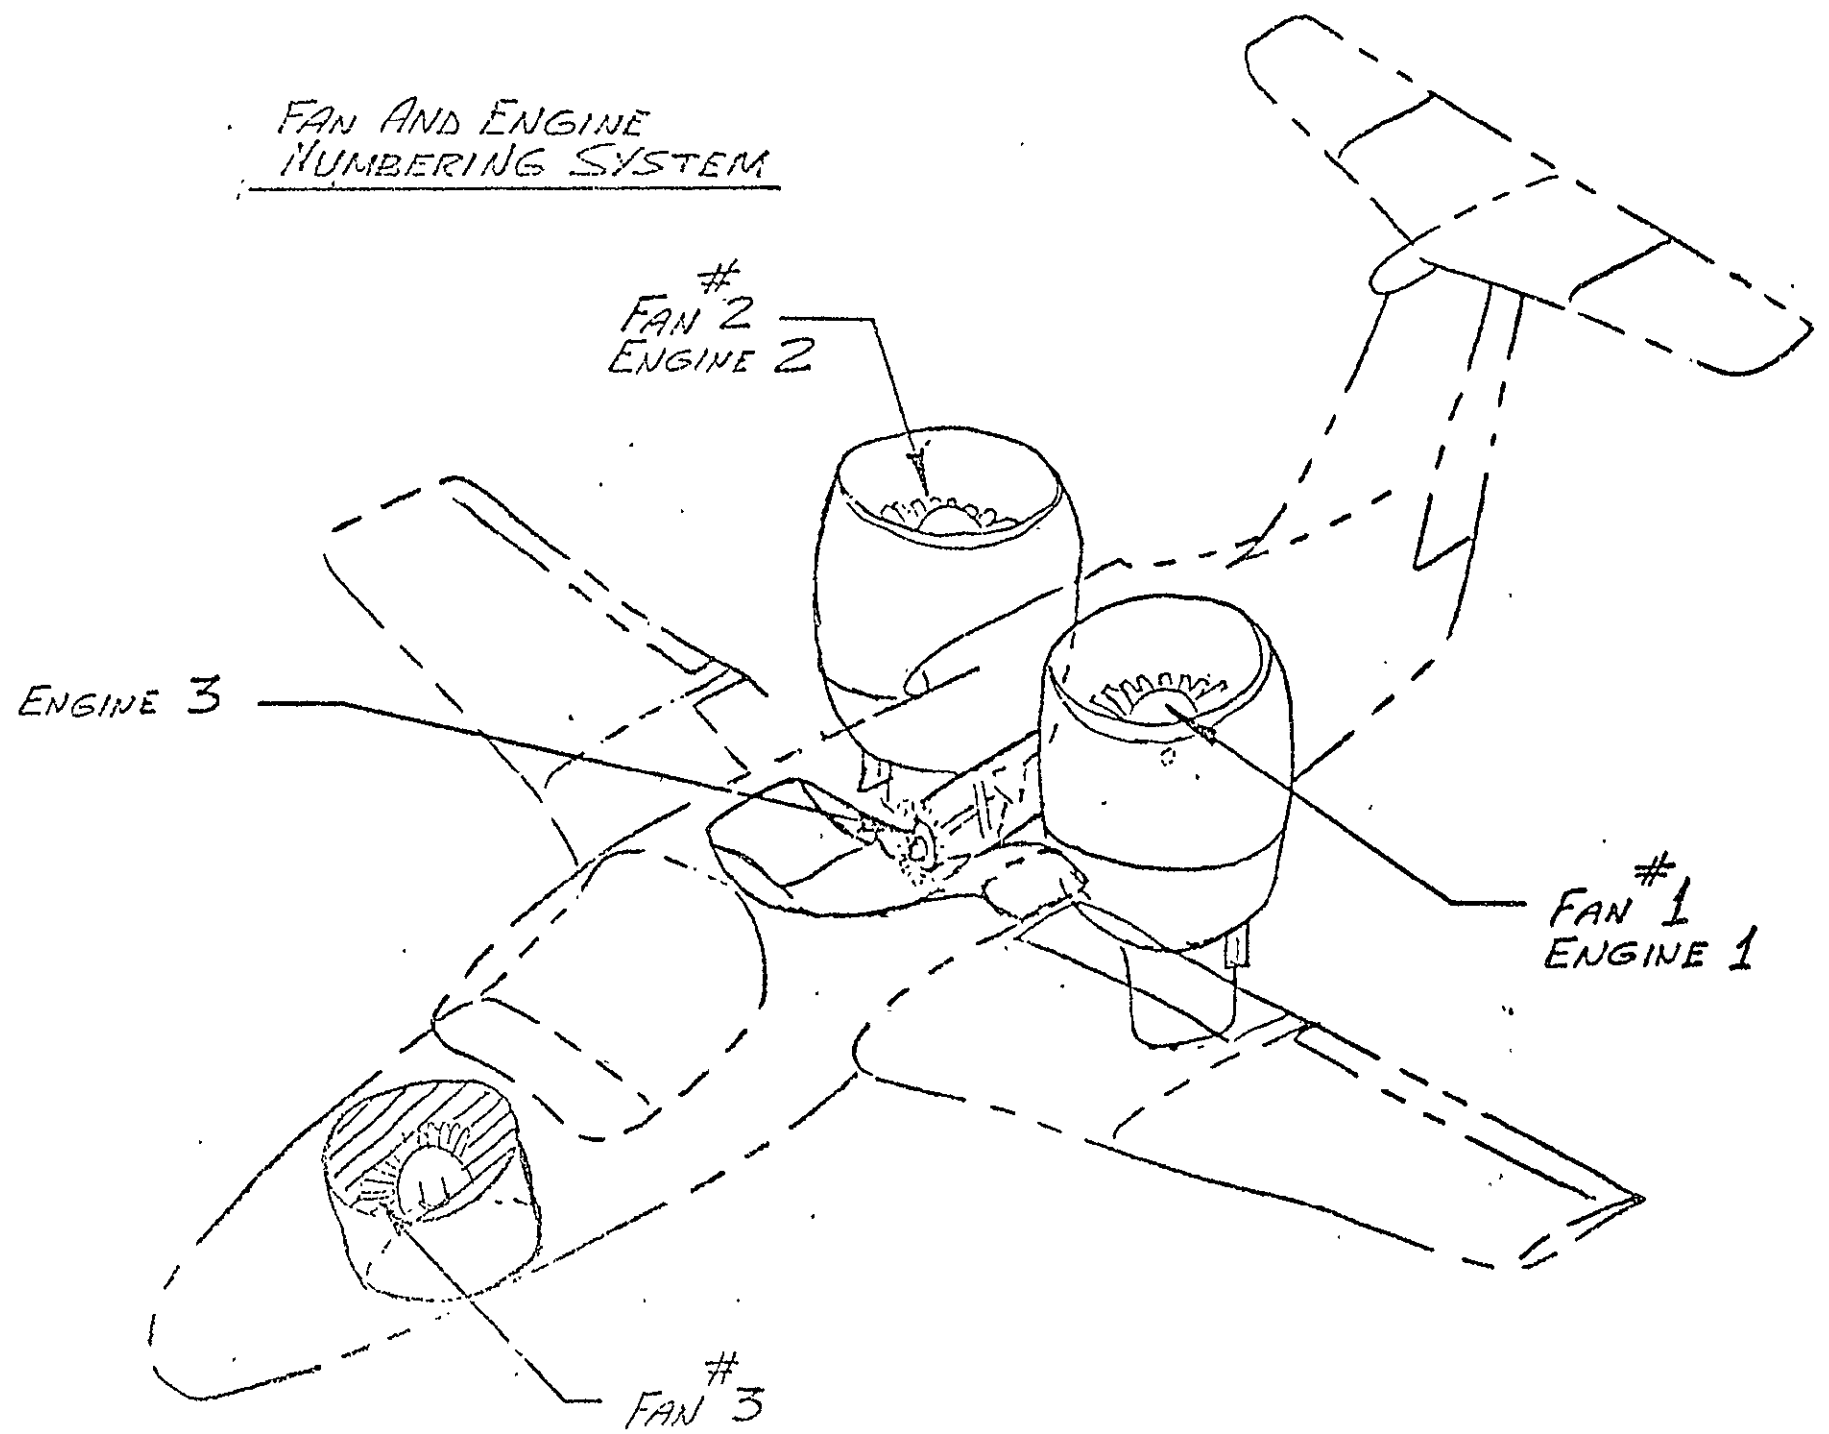 FAN AND ENGINE
NUMBERING SYSTEM
FAN #2
ENGINE 2
ENGINE 3
FAN #1
ENGINE 1
FAN #3